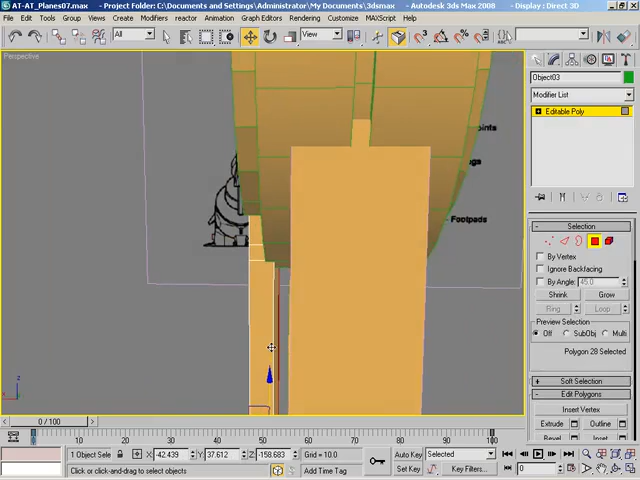 AT-AT_Planes07.max - Project Folder: C:\Documents and Settings\Administrator\My Documents\3dsmax - Autodesk 3ds Max 2008 - Display : Direct 3D
File Edit Tools Group Views Create Modifiers reactor Animation Graph Editors Rendering Customize MAXScript Help
All View
Perspective
Object03
Modifier List
Editable Poly
oints
gs
Footpads
Selection
By Vertex
Ignore Backfacing
By Angle: 45.0
Shrink Grow
Ring Loop
Preview Selection
Off SubObj Multi
Polygon 28 Selected
Soft Selection
Edit Polygons
Insert Vertex
Extrude Outline
Bevel Inset
z
0 / 100
0 10 20 30 40 50 60 70 80 90 100
1 Object Sele X: -42.439 Y: 37.612 Z: -158.683 Grid = 10.0 Auto Key Selected
Click or click-and-drag to select objects Add Time Tag Set Key Key Filters... 0